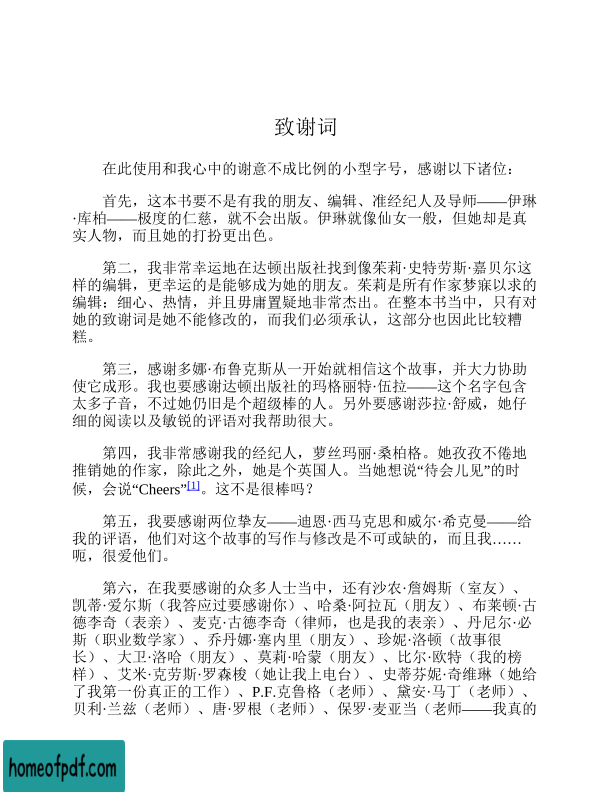 致谢词
在此使用和我心中的谢意不成比例的小型字号，感谢以下诸位：
首先，这本书要不是有我的朋友、编辑、准经纪人及导师——伊琳
·库柏——极度的仁慈，就不会出版。伊琳就像仙女一般，但她却是真
实人物，而且她的打扮更出色。
第二，我非常幸运地在达顿出版社找到像茱莉·史特劳斯·嘉贝尔这
样的编辑，更幸运的是能够成为她的朋友。茱莉是所有作家梦寐以求的
编辑：细心、热情，并且毋庸置疑地非常杰出。在整本书当中，只有对
她的致谢词是她不能修改的，而我们必须承认，这部分也因此比较糟
糕。
第三，感谢多娜·布鲁克斯从一开始就相信这个故事，并大力协助
使它成形。我也要感谢达顿出版社的玛格丽特·伍拉——这个名字包含
太多子音，不过她仍旧是个超级棒的人。另外要感谢莎拉·舒威，她仔
细的阅读以及敏锐的评语对我帮助很大。
第四，我非常感谢我的经纪人，萝丝玛丽·桑柏格。她孜孜不倦地
推销她的作家，除此之外，她是个英国人。当她想说“待会儿见”的时
候，会说“Cheers”[1]。这不是很棒吗？
第五，我要感谢两位挚友——迪恩·西马克思和威尔·希克曼——给
我的评语，他们对这个故事的写作与修改是不可或缺的，而且我……
呃，很爱他们。
第六，在我要感谢的众多人士当中，还有沙农·詹姆斯（室友）、
凯蒂·爱尔斯（我答应过要感谢你）、哈桑·阿拉瓦（朋友）、布莱顿·古
德李奇（表亲）、麦克·古德李奇（律师，也是我的表亲）、丹尼尔·必
斯（职业数学家）、乔丹娜·塞内里（朋友）、珍妮·洛顿（故事很
长）、大卫·洛哈（朋友）、莫莉·哈蒙（朋友）、比尔·欧特（我的榜
样）、艾米·克劳斯·罗森梭（她让我上电台）、史蒂芬妮·奇维琳（她给
了我第一份真正的工作）、P.F.克鲁格（老师）、黛安·马丁（老师）、
贝利·兰兹（老师）、唐·罗根（老师）、保罗·麦亚当（老师——我真的
homeofpdf.com